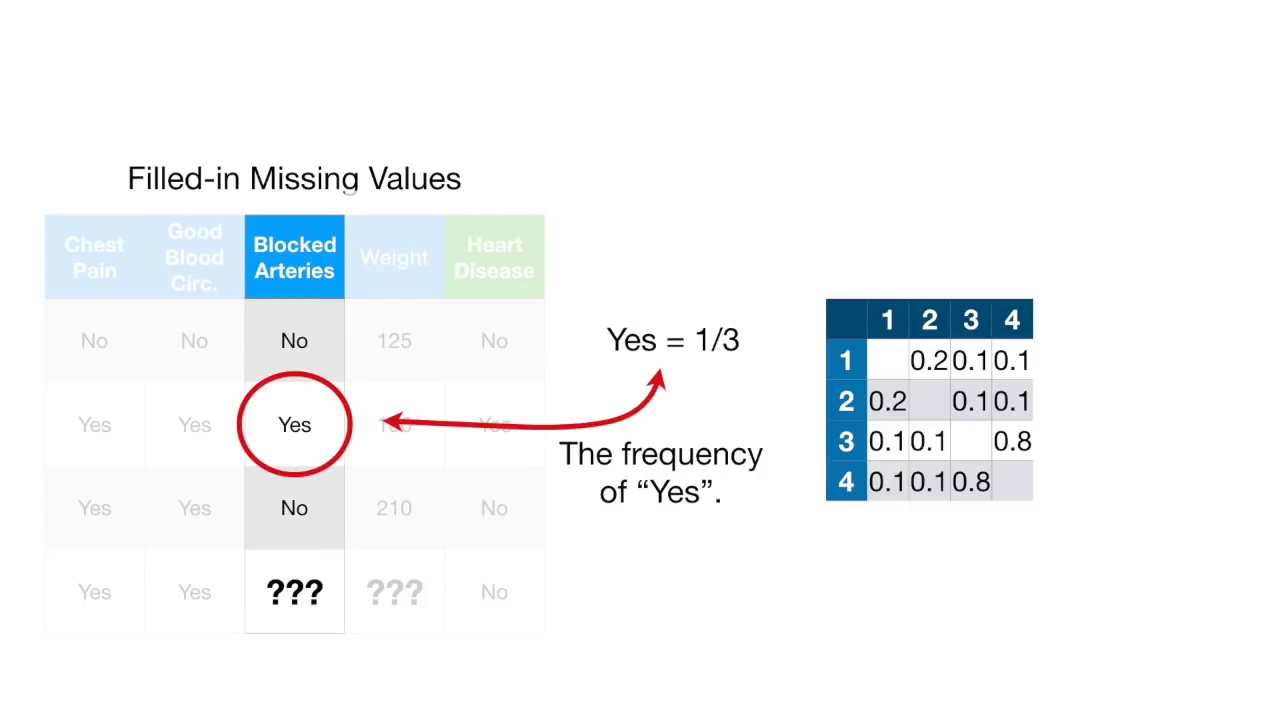 Filled-in Missing Values
Chest Pain Good Blood Circ. Blocked Arteries Weight Heart Disease
No No No 125 No
Yes Yes Yes 180 Yes
Yes Yes No 210 No
Yes Yes ??? ??? No
Yes = 1/3
The frequency
of “Yes”.
1 2 3 4
1 0.2 0.1 0.1
2 0.2 0.1 0.1
3 0.1 0.1 0.8
4 0.1 0.1 0.8